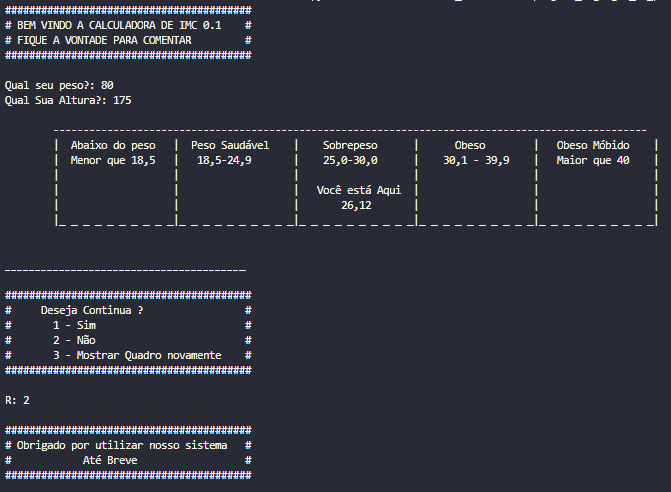 ##########################################
# BEM VINDO A CALCULADORA DE IMC 0.1    #
# FIQUE A VONTADE PARA COMENTAR         #
##########################################
Qual seu peso?: 80
Qual Sua Altura?: 175
| Abaixo do peso | Peso Saudável | Sobrepeso | Obeso | Obeso Móbido |
| Menor que 18,5 | 18,5-24,9 | 25,0-30,0 | 30,1 - 39,9 | Maior que 40 |
Você está Aqui
26,12
##########################################
#     Deseja Continua ?                 #
#       1 - Sim                         #
#       2 - Não                         #
#       3 - Mostrar Quadro novamente    #
##########################################
R: 2
##########################################
# Obrigado por utilizar nosso sistema   #
#            Até Breve                  #
##########################################